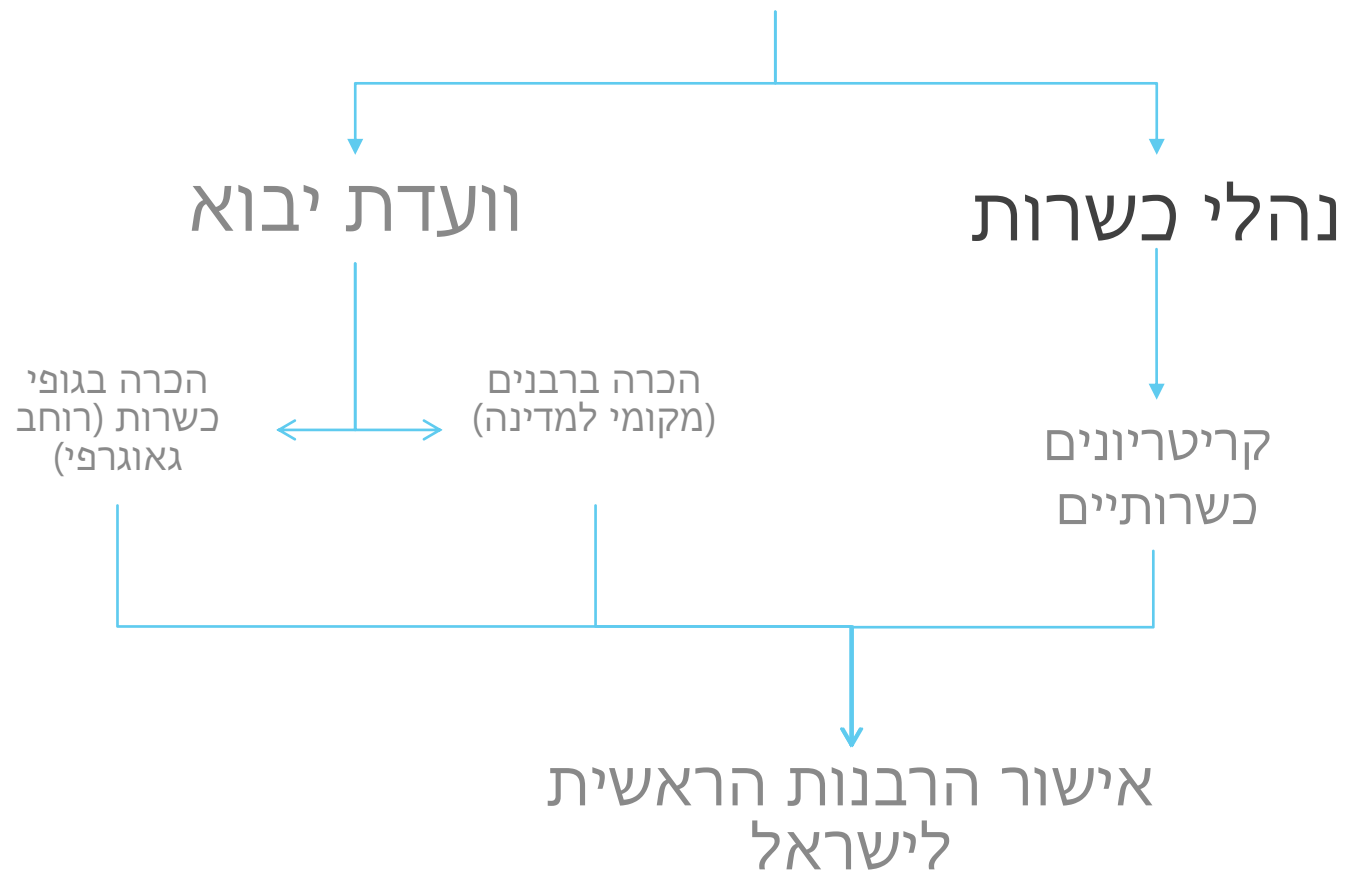 נהלי כשרות
וועדת יבוא
הכרה ברבנים
(מקומי למדינה)
הכרה בגופי
כשרות (רוחב
גאוגרפי)
קריטריונים
כשרותיים
אישור הרבנות הראשית
לישראל